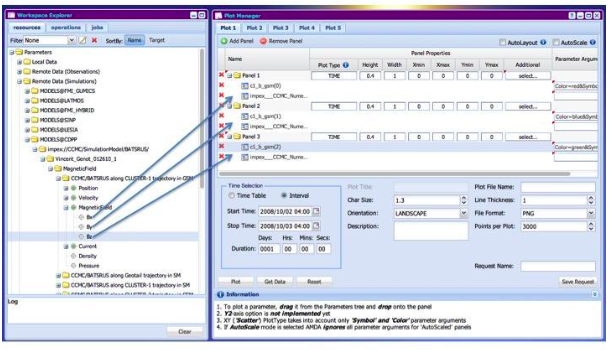 Workspace Explorer
resources operations jobs
Filter None SortBy: Name Target
Parameters
Local Data
Remote Data (Observations)
Remote Data (Simulations)
MODELS@FMI_GUMICS
MODELS@LATMOS
MODELS@FMI_HYBRID
MODELS@SINP
MODELS@LESIA
MODELS@CDPP
impex://CCMC/SimulationModel/BATSRUS/
Vincent_Genot_012610_1
MagneticField
CCMC/BATSRUS along CLUSTER-1 trajectory in GSM
Position
Velocity
MagneticField
Bx
By
Bz
Current
Density
Pressure
CCMC/BATSRUS along Geotail trajectory in SM
CCMC/BATSRUS along CLUSTER-1 trajectory in SM
Log
Clear
Plot Manager
Plot 1 Plot 2 Plot 3 Plot 4 Plot 5
Add Panel Remove Panel AutoLayout AutoScale
Panel Properties
Name Plot Type Height Width Xmin Xmax Ymin Ymax Additional Parameter Argum
Panel 1 TIME 0.4 1 0 0 0 0 select...
c1_b_gsm(0) Color=red&Symbo
impex___CCMC_Nume...
Panel 2 TIME 0.4 1 0 0 0 0 select...
c1_b_gsm(1) Color=blue&Symb
impex___CCMC_Nume...
Panel 3 TIME 0.4 1 0 0 0 0 select...
c1_b_gsm(2) Color=green&Sym
impex___CCMC_Nume...
Time Selection
Time Table Interval
Start Time: 2008/10/02 04:00
Stop Time: 2008/10/03 04:00
Days: Hrs: Mins: Secs:
Duration: 0001 00 00 00
Plot Title:
Char Size: 1.3
Orientation: LANDSCAPE
Description:
Plot File Name:
Line Thickness: 1
File Format: PNG
Points per Plot: 3000
Request Name:
Plot Get Data Reset Save Request
Information
1. To plot a parameter, drag it from the Parameters tree and drop onto the panel
2. Y2-axis option is not implemented yet
3. XY ('Scatter') PlotType takes into account only 'Symbol' and 'Color' parameter arguments
4. If AutoScale mode is selected AMDA ignores all parameter arguments for 'AutoScaled' panels